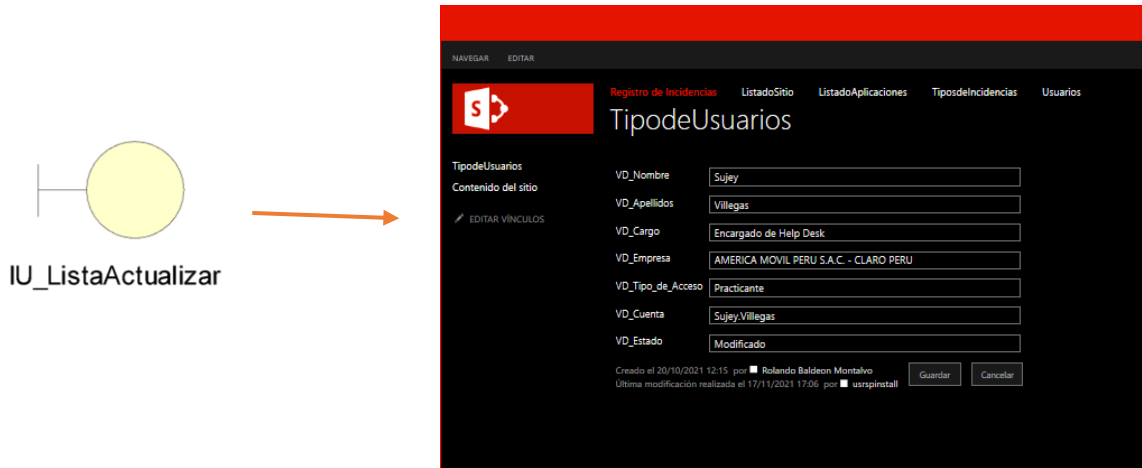 IU_ListaActualizar
NAVEGAR EDITAR
S
Registro de Incidencias ListadoSitio ListadoAplicaciones TiposdeIncidencias Usuarios
TipodeUsuarios
TipodeUsuarios
Contenido del sitio
EDITAR VÍNCULOS
VD_Nombre Sujey
VD_Apellidos Villegas
VD_Cargo Encargado de Help Desk
VD_Empresa AMERICA MOVIL PERU S.A.C. - CLARO PERU
VD_Tipo_de_Acceso Practicante
VD_Cuenta Sujey.Villegas
VD_Estado Modificado
Creado el 20/10/2021 12:15 por Rolando Baldeon Montalvo
Última modificación realizada el 17/11/2021 17:06 por usrspinstall
Guardar Cancelar